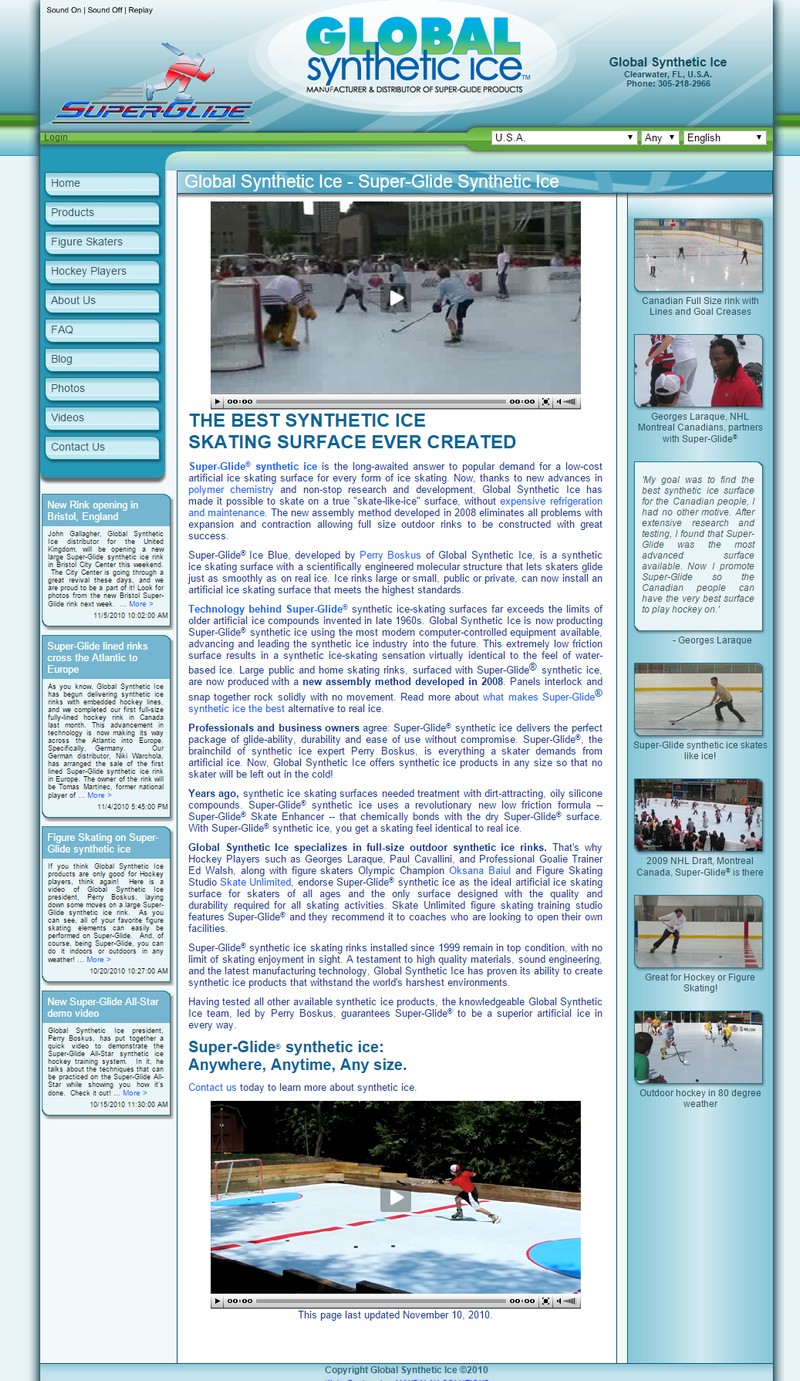 Sound On | Sound Off | Replay
GLOBAL
synthetic ice™
MANUFACTURER & DISTRIBUTOR OF SUPER-GLIDE PRODUCTS
SUPER-GLIDE
Global Synthetic Ice
Clearwater, FL, U.S.A.
Phone: 305-218-2966
Login
U.S.A.
Any
English
Home
Products
Figure Skaters
Hockey Players
About Us
FAQ
Blog
Photos
Videos
Contact Us
New Rink opening in
Bristol, England
John Gallagher, Global Synthetic
Ice distributor for the United
Kingdom, will be opening a new
large Super-Glide synthetic ice rink
in Bristol City Center this weekend.
The City Center is going through a
great revival these days, and we
are proud to be a part of it! Look for
photos from the new Bristol Super-
Glide rink next week. ... More >
11/5/2010 10:02:00 AM
Super-Glide lined rinks
cross the Atlantic to
Europe
As you know, Global Synthetic Ice
has begun delivering synthetic ice
rinks with embedded hockey lines,
and we completed our first full-size
fully-lined hockey rink in Canada
last month. This advancement in
technology is now making its way
across the Atlantic into Europe.
Specifically, Germany. Our
German distributor, Niki Warchola,
has arranged the sale of the first
lined Super-Glide synthetic ice rink
in Europe. The owner of the rink will
be Tomas Martinec, former national
player of ... More >
11/4/2010 5:45:00 PM
Figure Skating on Super-
Glide synthetic ice
If you think Global Synthetic Ice
products are only good for Hockey
players, think again! Here is a
video of Global Synthetic Ice
president, Perry Boskus, laying
down some moves on a large Super-
Glide synthetic ice rink. As you
can see, all of your favorite figure
skating elements can easily be
performed on Super-Glide. And, of
course, being Super-Glide, you can
do it indoors or outdoors in any
weather! ... More >
10/20/2010 10:27:00 AM
New Super-Glide All-Star
demo video
Global Synthetic Ice president,
Perry Boskus, has put together a
quick video to demonstrate the
Super-Glide All-Star synthetic ice
hockey training system. In it, he
talks about the techniques that can
be practiced on the Super-Glide All-
Star while showing you how it's
done. Check it out! ... More >
10/15/2010 11:30:00 AM
Global Synthetic Ice - Super-Glide Synthetic Ice
00:00
00:00
THE BEST SYNTHETIC ICE
SKATING SURFACE EVER CREATED
Super-Glide® synthetic ice is the long-awaited answer to popular demand for a low-cost
artificial ice skating surface for every form of ice skating. Now, thanks to new advances in
polymer chemistry and non-stop research and development, Global Synthetic Ice has
made it possible to skate on a true "skate-like-ice" surface, without expensive refrigeration
and maintenance. The new assembly method developed in 2008 eliminates all problems with
expansion and contraction allowing full size outdoor rinks to be constructed with great
success.
Super-Glide® Ice Blue, developed by Perry Boskus of Global Synthetic Ice, is a synthetic
ice skating surface with a scientifically engineered molecular structure that lets skaters glide
just as smoothly as on real ice. Ice rinks large or small, public or private, can now install an
artificial ice skating surface that meets the highest standards.
Technology behind Super-Glide® synthetic ice-skating surfaces far exceeds the limits of
older artificial ice compounds invented in late 1960s. Global Synthetic Ice is now producing
Super-Glide® synthetic ice using the most modern computer-controlled equipment available,
advancing and leading the synthetic ice industry into the future. This extremely low friction
surface results in a synthetic ice-skating sensation virtually identical to the feel of water-
based ice. Large public and home skating rinks, surfaced with Super-Glide® synthetic ice,
are now produced with a new assembly method developed in 2008. Panels interlock and
snap together rock solidly with no movement. Read more about what makes Super-Glide®
synthetic ice the best alternative to real ice.
Professionals and business owners agree: Super-Glide® synthetic ice delivers the perfect
package of glide-ability, durability and ease of use without compromise. Super-Glide®, the
brainchild of synthetic ice expert Perry Boskus, is everything a skater demands from
artificial ice. Now, Global Synthetic Ice offers synthetic ice products in any size so that no
skater will be left out in the cold!
Years ago, synthetic ice skating surfaces needed treatment with dirt-attracting, oily silicone
compounds. Super-Glide® synthetic ice uses a revolutionary new low friction formula --
Super-Glide® Skate Enhancer -- that chemically bonds with the dry Super-Glide® surface.
With Super-Glide® synthetic ice, you get a skating feel identical to real ice.
Global Synthetic Ice specializes in full-size outdoor synthetic ice rinks. That's why
Hockey Players such as Georges Laraque, Paul Cavallini, and Professional Goalie Trainer
Ed Walsh, along with figure skaters Olympic Champion Oksana Baiul and Figure Skating
Studio Skate Unlimited, endorse Super-Glide® synthetic ice as the ideal artificial ice skating
surface for skaters of all ages and the only surface designed with the quality and
durability required for all skating activities. Skate Unlimited figure skating training studio
features Super-Glide® and they recommend it to coaches who are looking to open their own
facilities.
Super-Glide® synthetic ice skating rinks installed since 1999 remain in top condition, with no
limit of skating enjoyment in sight. A testament to high quality materials, sound engineering,
and the latest manufacturing technology, Global Synthetic Ice has proven its ability to create
synthetic ice products that withstand the world's harshest environments.
Having tested all other available synthetic ice products, the knowledgeable Global Synthetic
Ice team, led by Perry Boskus, guarantees Super-Glide® to be a superior artificial ice in
every way.
Super-Glide® synthetic ice:
Anywhere, Anytime, Any size.
Contact us today to learn more about synthetic ice.
00:00
00:00
This page last updated November 10, 2010.
Canadian Full Size rink with
Lines and Goal Creases
Georges Laraque, NHL
Montreal Canadians, partners
with Super-Glide®
'My goal was to find the
best synthetic ice surface
for the Canadian people, I
had no other motive. After
extensive research and
testing, I found that Super-
Glide was the most
advanced surface
available. Now I promote
Super-Glide so the
Canadian people can
have the very best surface
to play hockey on.'
- Georges Laraque
Super-Glide synthetic ice skates
like ice!
2009 NHL Draft, Montreal
Canada, Super-Glide® is there
Great for Hockey or Figure
Skating!
Outdoor hockey in 80 degree
weather
Copyright Global Synthetic Ice ©2010